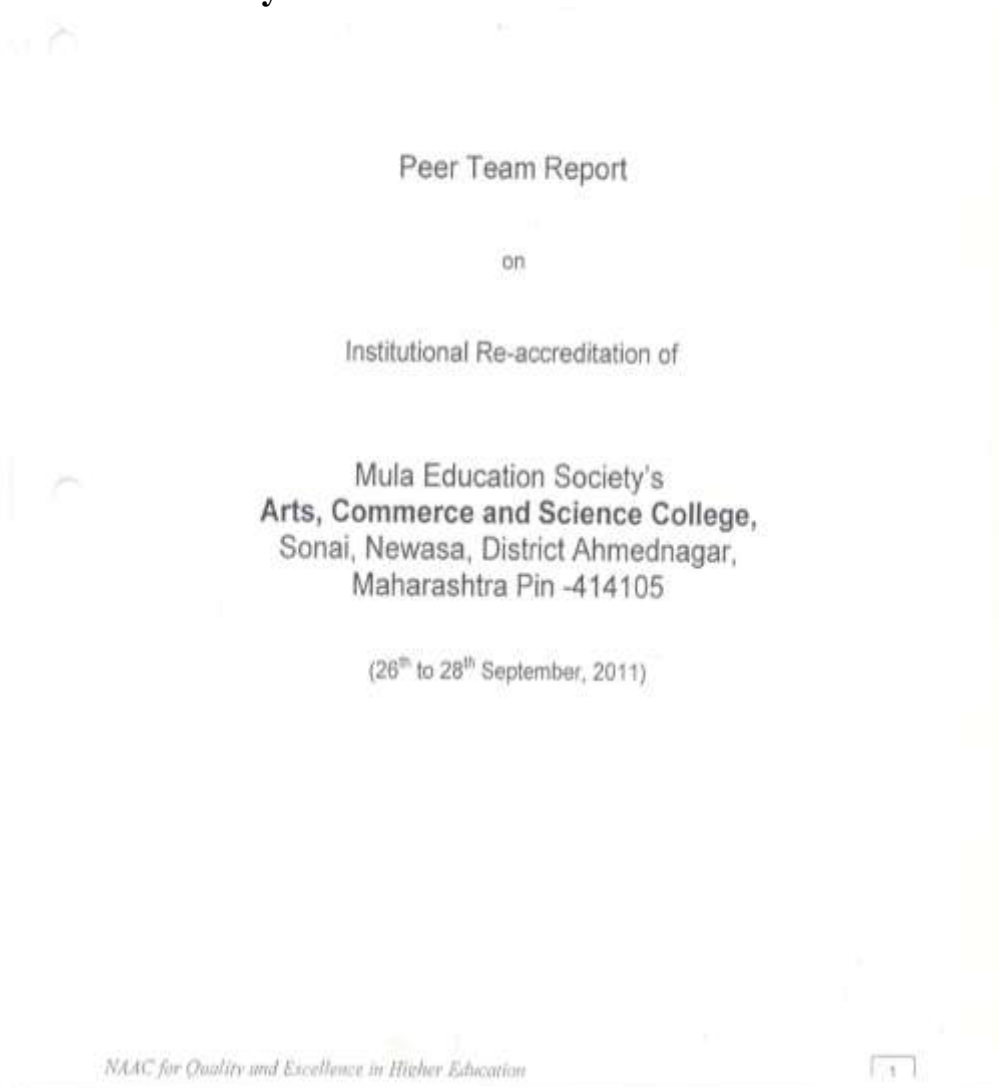 Peer Team Report
on
Institutional Re-accreditation of
Mula Education Society's
Arts, Commerce and Science College,
Sonai, Newasa, District Ahmednagar,
Maharashtra Pin -414105
(26th to 28th September, 2011)
NAAC for Quality and Excellence in Higher Education
1